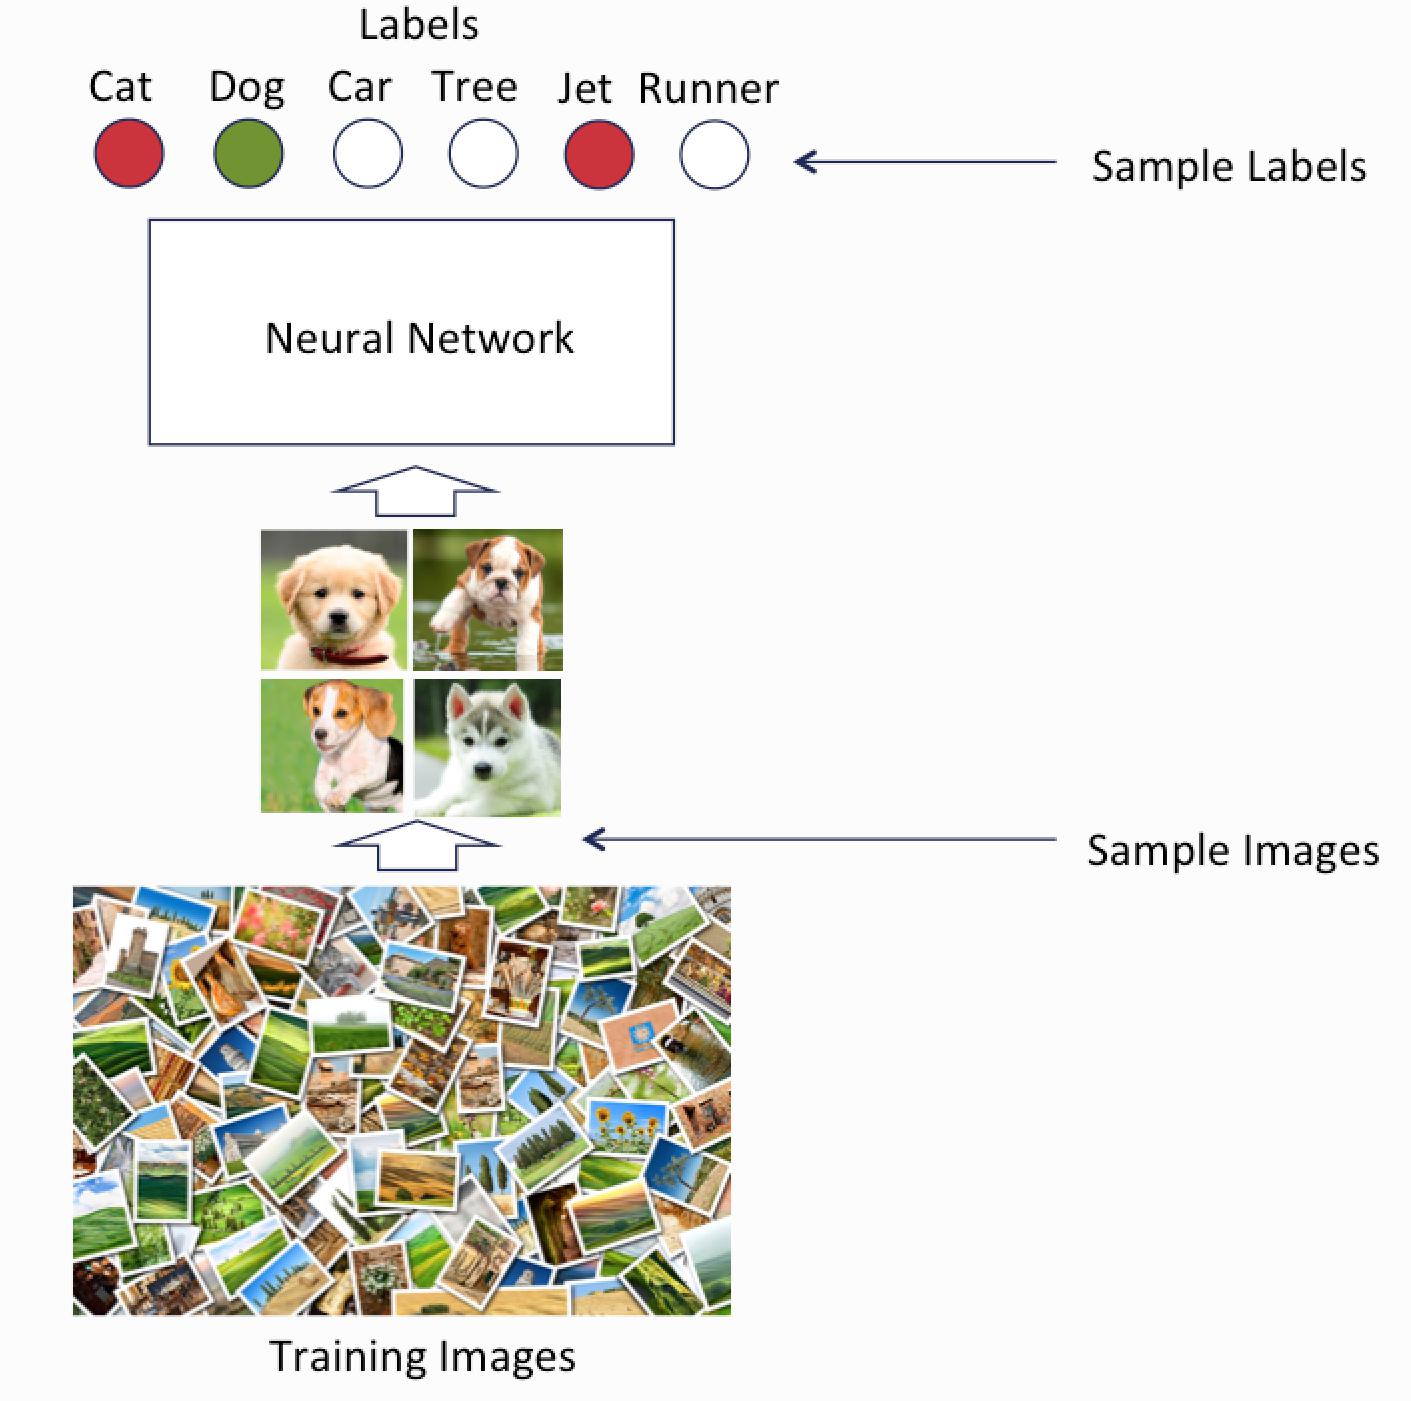 Labels
Cat Dog Car Tree Jet Runner
Sample Labels
Neural Network
Sample Images
Training Images